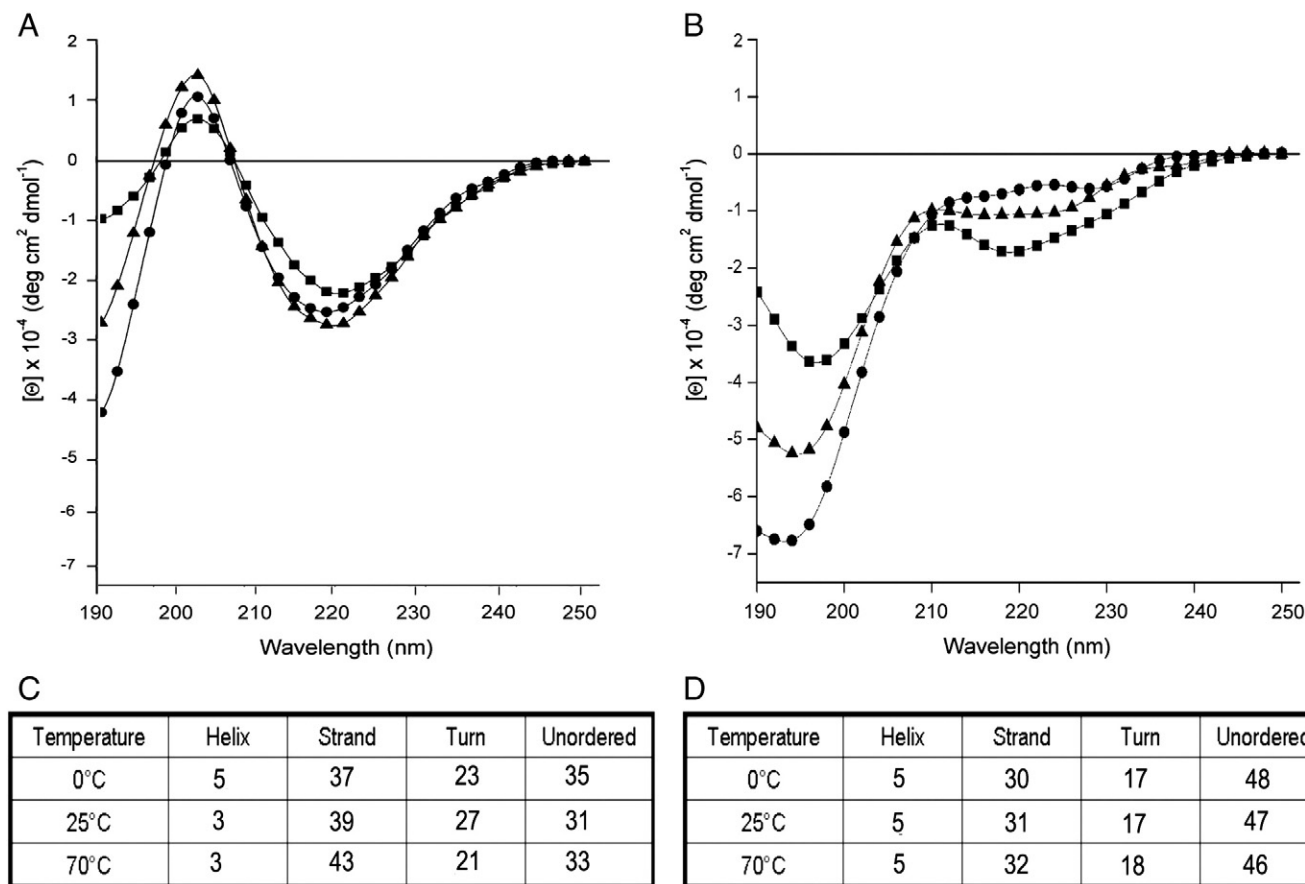 A
2
1
0
-1
-2
-3
-4
-5
-6
-7
[Θ] x 10⁻⁴ (deg cm² dmol⁻¹)
190 200 210 220 230 240 250
Wavelength (nm)
B
2
1
0
-1
-2
-3
-4
-5
-6
-7
[Θ] x 10⁻⁴ (deg cm² dmol⁻¹)
190 200 210 220 230 240 250
Wavelength (nm)
C
Temperature Helix Strand Turn Unordered
0°C 5 37 23 35
25°C 3 39 27 31
70°C 3 43 21 33
D
Temperature Helix Strand Turn Unordered
0°C 5 30 17 48
25°C 5 31 17 47
70°C 5 32 18 46